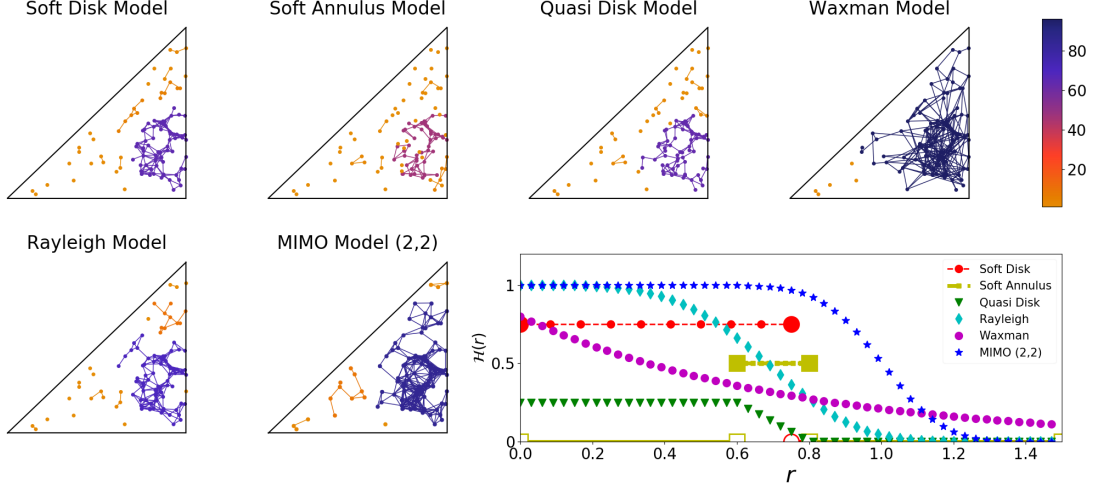 Soft Disk Model
Soft Annulus Model
Quasi Disk Model
Waxman Model
80
60
40
20
Rayleigh Model
MIMO Model (2,2)
1
0.5
0
ℋ(r)
0.0 0.2 0.4 0.6 0.8 1.0 1.2 1.4
r
Soft Disk
Soft Annulus
Quasi Disk
Rayleigh
Waxman
MIMO (2,2)